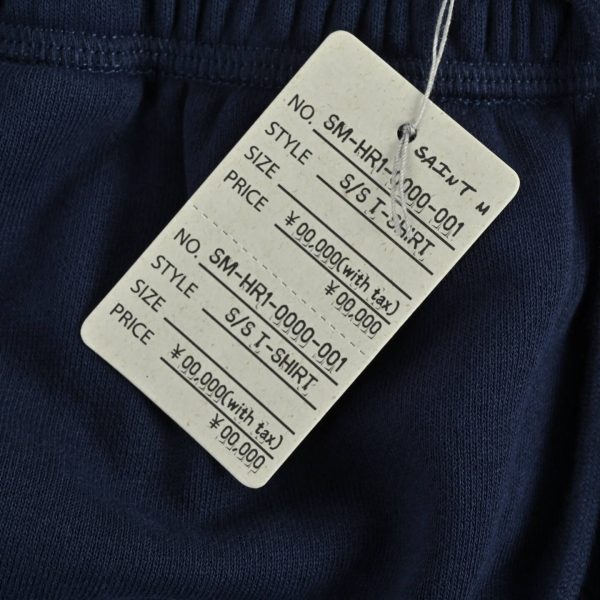 SAINT M
NO. SM-HR1-0000-001
STYLE S/S T-SHIRT
SIZE
PRICE ¥00,000(with tax)
¥00,000
NO. SM-HR1-0000-001
STYLE S/S T-SHIRT
SIZE
PRICE ¥00,000(with tax)
¥00,000